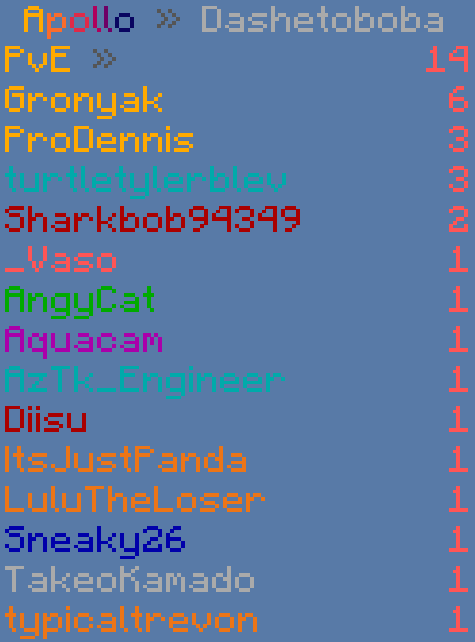 Apollo » Dashetoboba
PvE » 14
Gronyak 6
ProDennis 3
turtletylerblev 3
Sharkbob94349 2
_Vaso 1
AngyCat 1
Aquacam 1
AzTk_Engineer 1
Diisu 1
ItsJustPanda 1
LuluTheLoser 1
Sneaky26 1
TakeoKamado 1
typicaltrevon 1